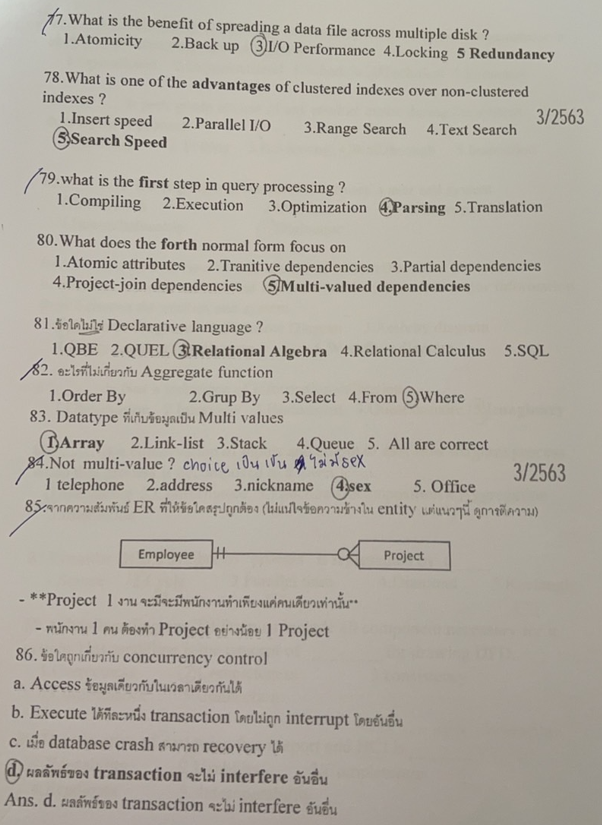 77.What is the benefit of spreading a data file across multiple disk ?
1.Atomicity 2.Back up 3.I/O Performance 4.Locking 5 Redundancy
78.What is one of the advantages of clustered indexes over non-clustered
indexes ?
1.Insert speed 2.Parallel I/O 3.Range Search 4.Text Search 3/2563
5.Search Speed
79.what is the first step in query processing ?
1.Compiling 2.Execution 3.Optimization 4.Parsing 5.Translation
80.What does the forth normal form focus on
1.Atomic attributes 2.Tranitive dependencies 3.Partial dependencies
4.Project-join dependencies 5.Multi-valued dependencies
81.ข้อใดไม่ใช่ Declarative language ?
1.QBE 2.QUEL 3.Relational Algebra 4.Relational Calculus 5.SQL
82. อะไรที่ไม่เกี่ยวกับ Aggregate function
1.Order By 2.Grup By 3.Select 4.From 5.Where
83. Datatype ที่เก็บข้อมูลเป็น Multi values
1.Array 2.Link-list 3.Stack 4.Queue 5. All are correct
84.Not multi-value ? choice เป็น ไม่มี sex
1 telephone 2.address 3.nickname 4.sex 5. Office 3/2563
85.จากความสัมพันธ์ ER ที่ให้ข้อใดสรุปถูกต้อง (ไม่แน่ใจข้อความข้างใน entity แต่แนวๆนี้ ดูการตีความ)
Employee Project
- **Project 1 งาน จะมีจะมีพนักงานทำเพียงแค่คนเดียวเท่านั้น**
- พนักงาน 1 คน ต้องทำ Project อย่างน้อย 1 Project
86.ข้อใดถูกเกี่ยวกับ concurrency control
a. Access ข้อมูลเดียวกับในเวลาเดียวกันได้
b. Execute ได้ทีละหนึ่ง transaction โดยไม่ถูก interrupt โดยอันอื่น
c. เมื่อ database crash สามารถ recovery ได้
d. ผลลัพธ์ของ transaction จะไม่ interfere อันอื่น
Ans. d. ผลลัพธ์ของ transaction จะไม่ interfere อันอื่น